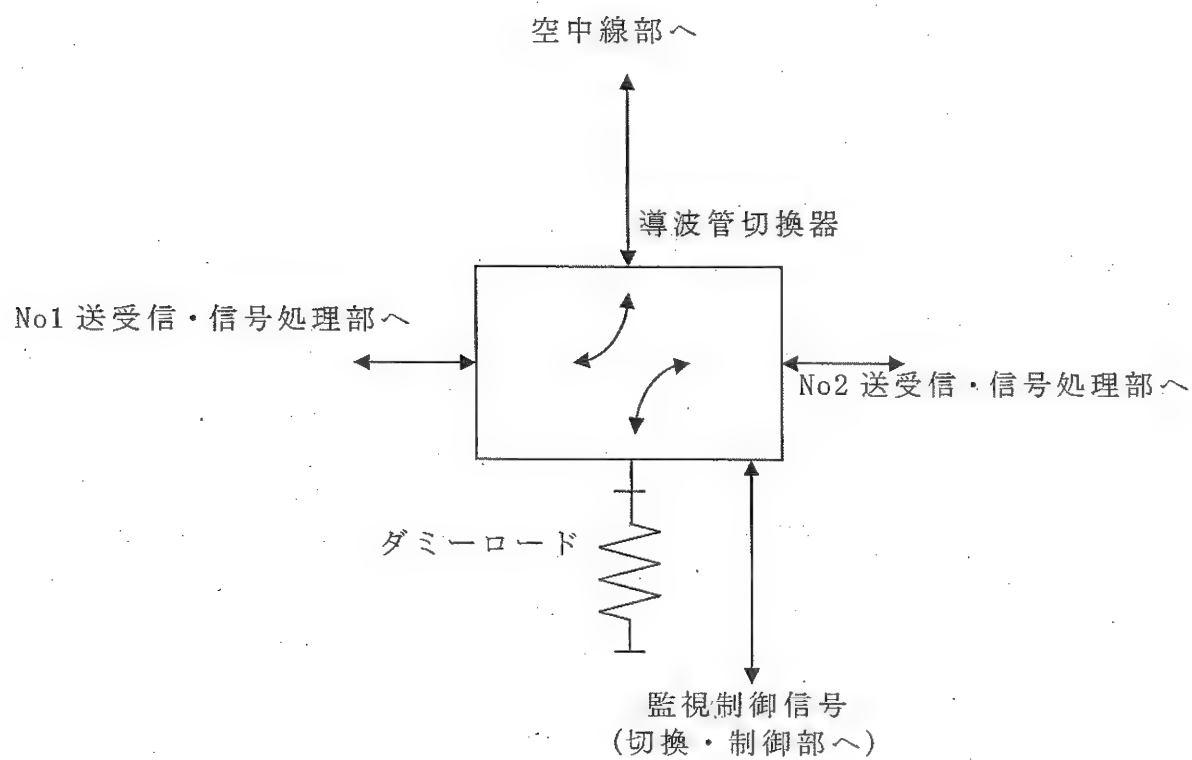 空中線部へ
導波管切換器
No1 送受信・信号処理部へ
No2 送受信・信号処理部へ
ダミーロード
監視制御信号
(切換・制御部へ)